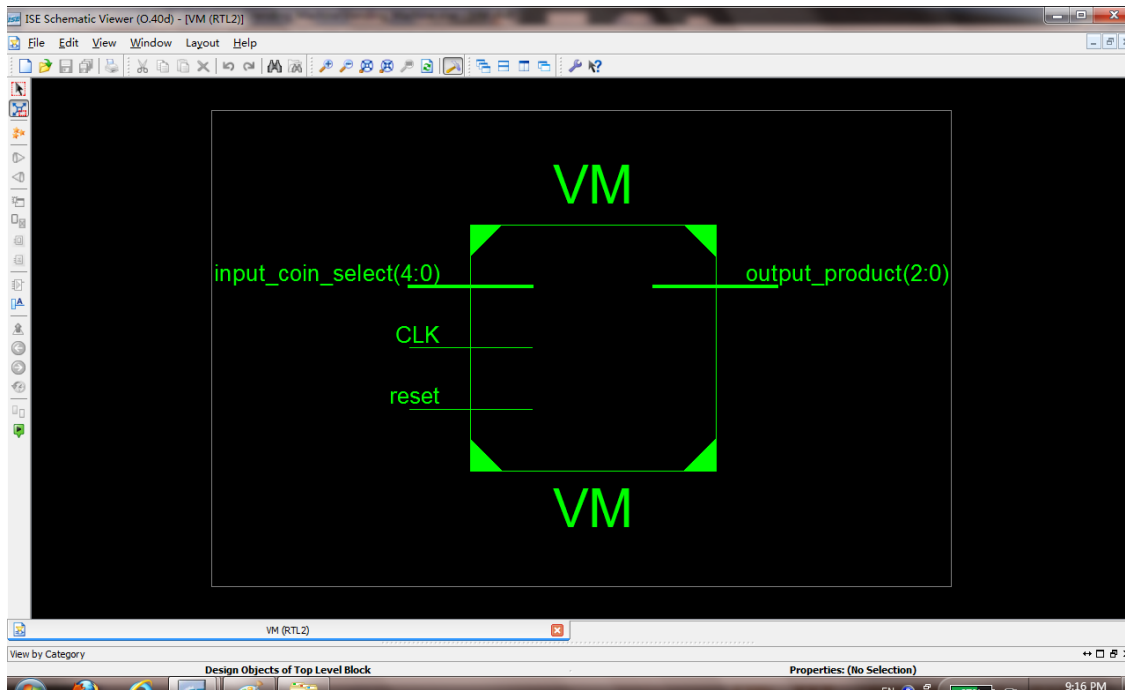 ISE Schematic Viewer (O.40d) - [VM (RTL2)]
File Edit View Window Layout Help
VM
input_coin_select(4:0)
output_product(2:0)
CLK
reset
VM
VM (RTL2)
View by Category
Design Objects of Top Level Block
Properties: (No Selection)
9:16 PM